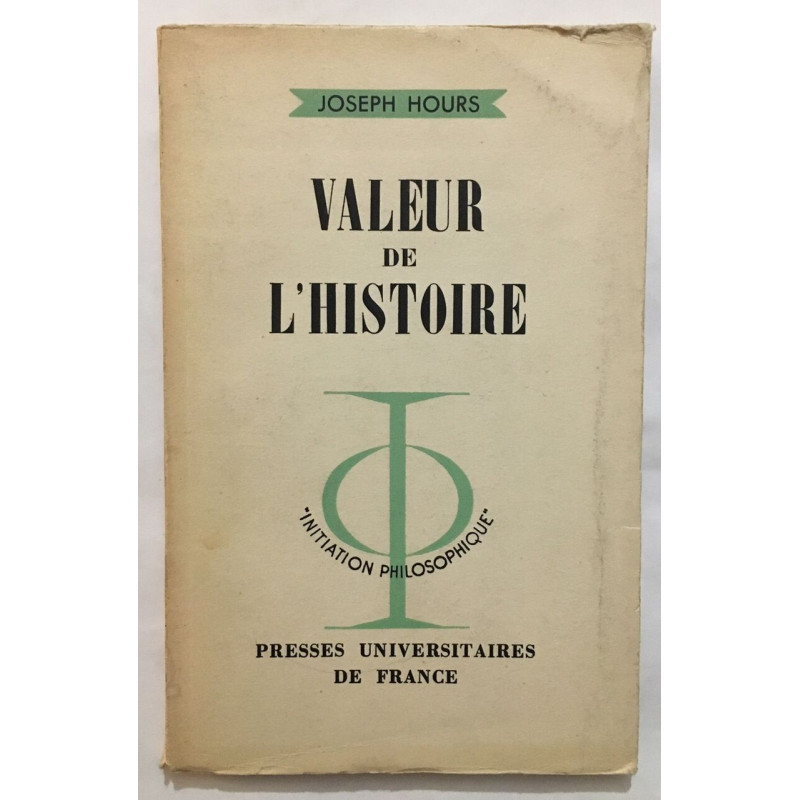 JOSEPH HOURS
VALEUR
DE
L'HISTOIRE
"INITIATION PHILOSOPHIQUE"
PRESSES UNIVERSITAIRES
DE FRANCE